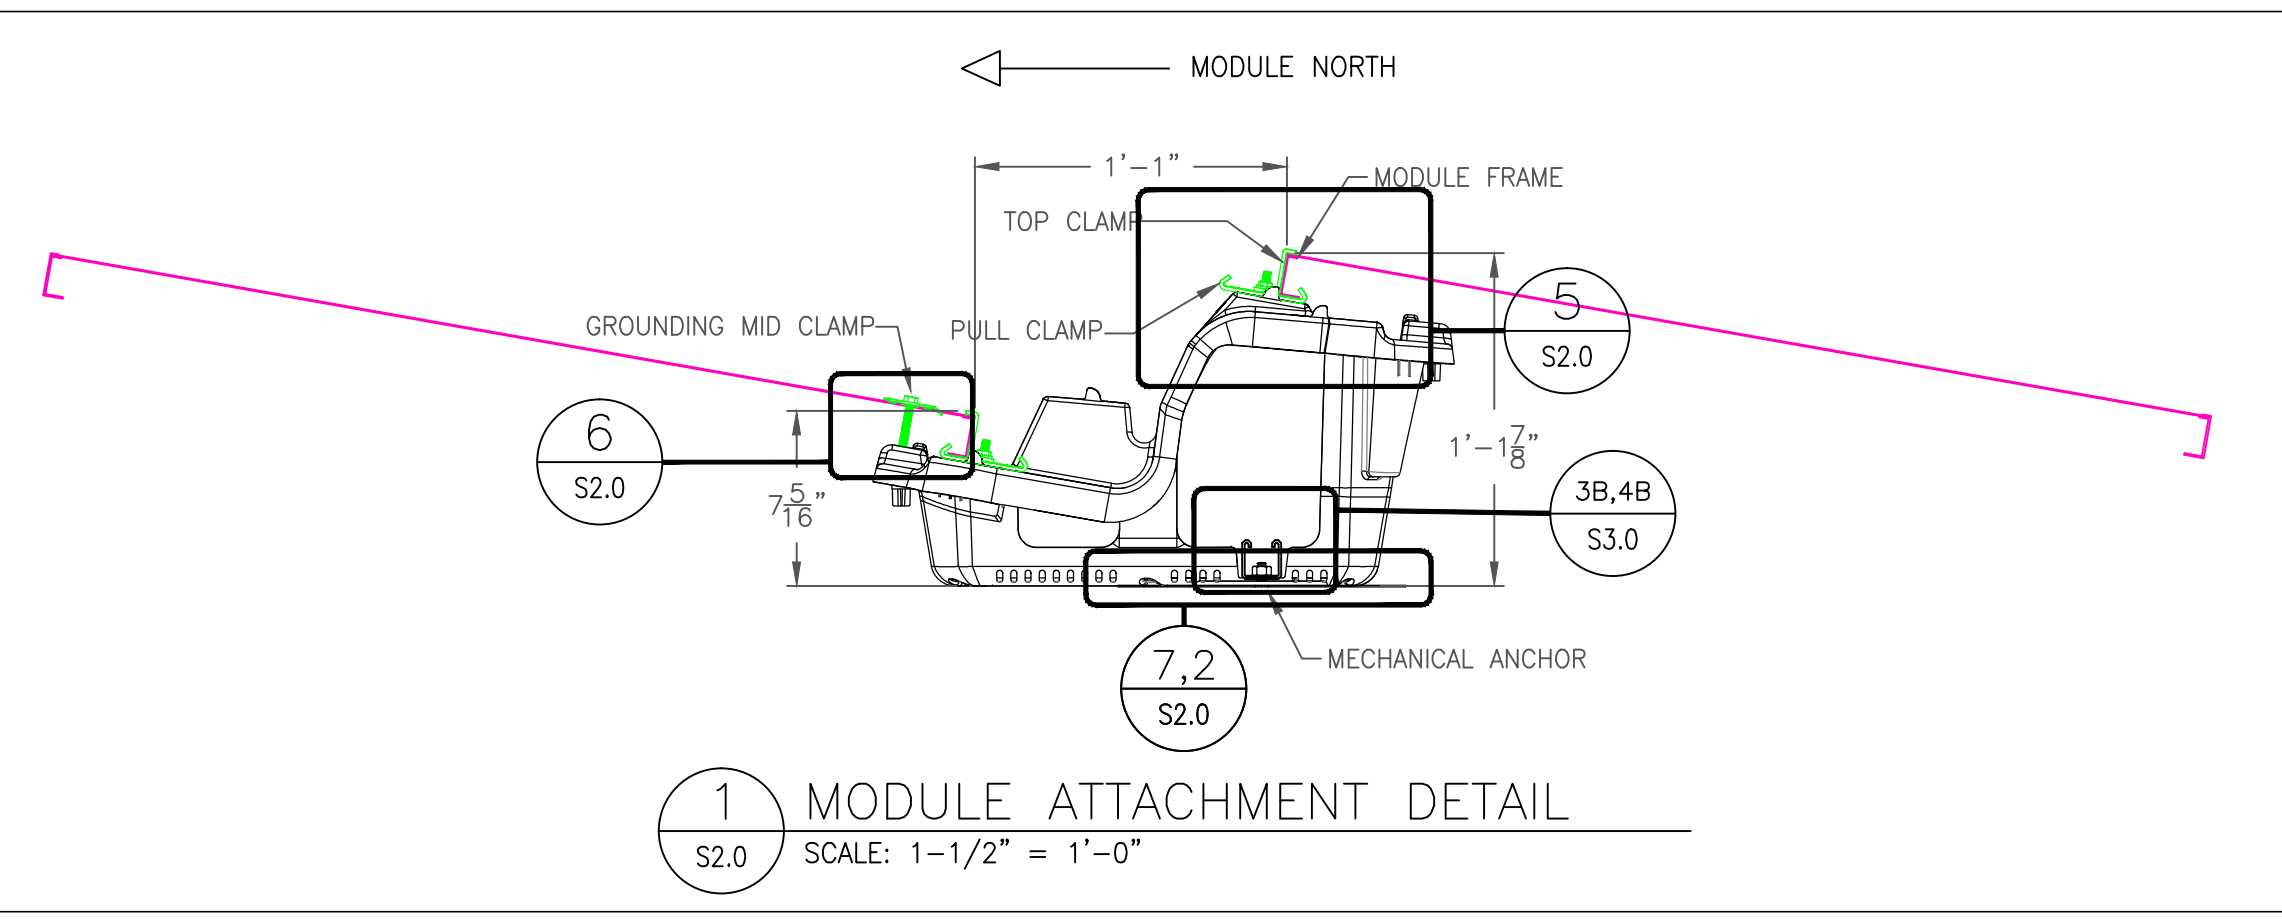 MODULE NORTH
1'-1"
MODULE FRAME
TOP CLAMP
GROUNDING MID CLAMP
PULL CLAMP
5
S2.0
6
S2.0
1'-1 7/8"
7 5/16"
3B,4B
S3.0
7,2
S2.0
MECHANICAL ANCHOR
1
S2.0
MODULE ATTACHMENT DETAIL
SCALE: 1-1/2" = 1'-0"